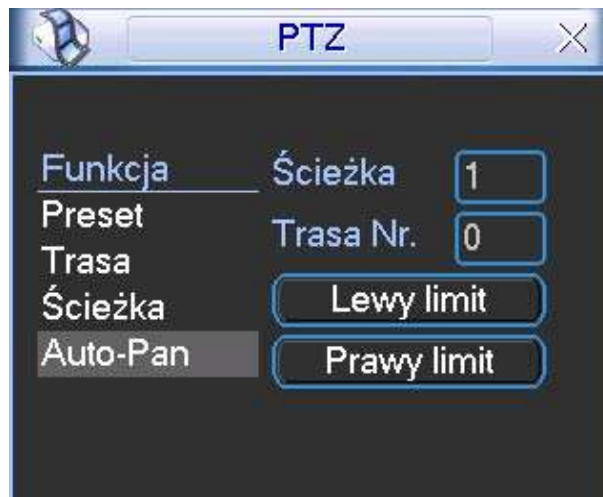 PTZ
Funkcja
Preset
Trasa
Ścieżka
Auto-Pan
Ścieżka 1
Trasa Nr. 0
Lewy limit
Prawy limit